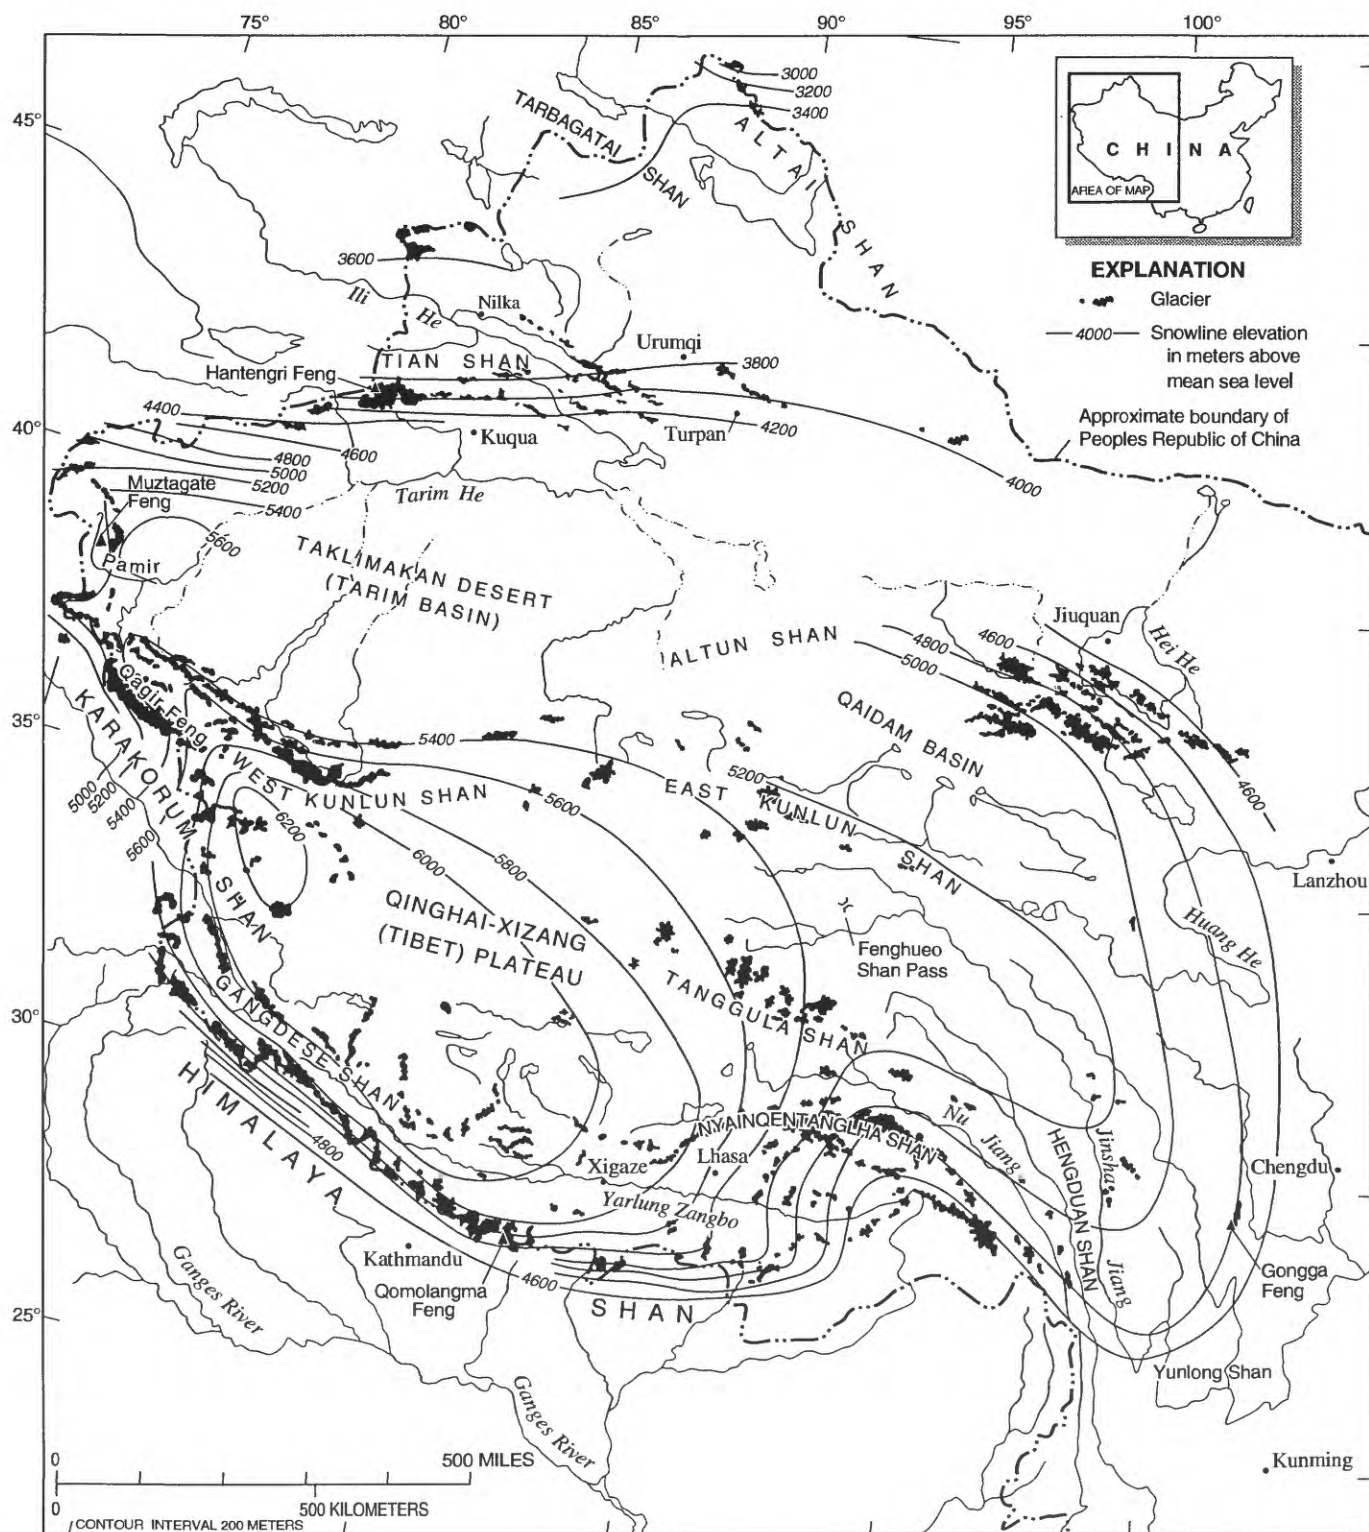 75° 80° 85° 90° 95° 100°
45°
40°
35°
30°
25°
3000
3200
3400
TARBAGATAI SHAN
ALTAI SHAN
CHINA
AREA OF MAP
EXPLANATION
Glacier
4000 Snowline elevation
in meters above
mean sea level
Approximate boundary of
Peoples Republic of China
3600
Ili He
Nilka
Urumqi
TIAN SHAN
3800
Hantengri Feng
4400
Kuqua
Turpan
4200
4600
4800
5000
5200
5400
4000
Muztagate
Feng
Tarim He
5600
Pamir
TAKLIMAKAN DESERT
(TARIM BASIN)
Jiuquan
Hei He
ALTUN SHAN
4800
4600
5000
Qagir Feng
QAIDAM BASIN
KARAKORUM SHAN
5400
WEST KUNLUN SHAN
5600
EAST KUNLUN SHAN
5200
4600
5000
5200
5400
5600
6200
6000
5800
Lanzhou
QINGHAI-XIZANG
(TIBET) PLATEAU
Fenghueo
Shan Pass
Huang He
TANGGULA SHAN
GANGDESE SHAN
HIMALAYA SHAN
4800
NYAINQENTANGLHA SHAN
Nu Jiang
Jinsha Jiang
HENGDUAN SHAN
Xigaze
Lhasa
Chengdu
Yarlung Zangbo
Kathmandu
4600
Qomolangma
Feng
Gongga
Feng
Ganges River
Yunlong Shan
Ganges River
Kunming
0 500 MILES
0 500 KILOMETERS
CONTOUR INTERVAL 200 METERS